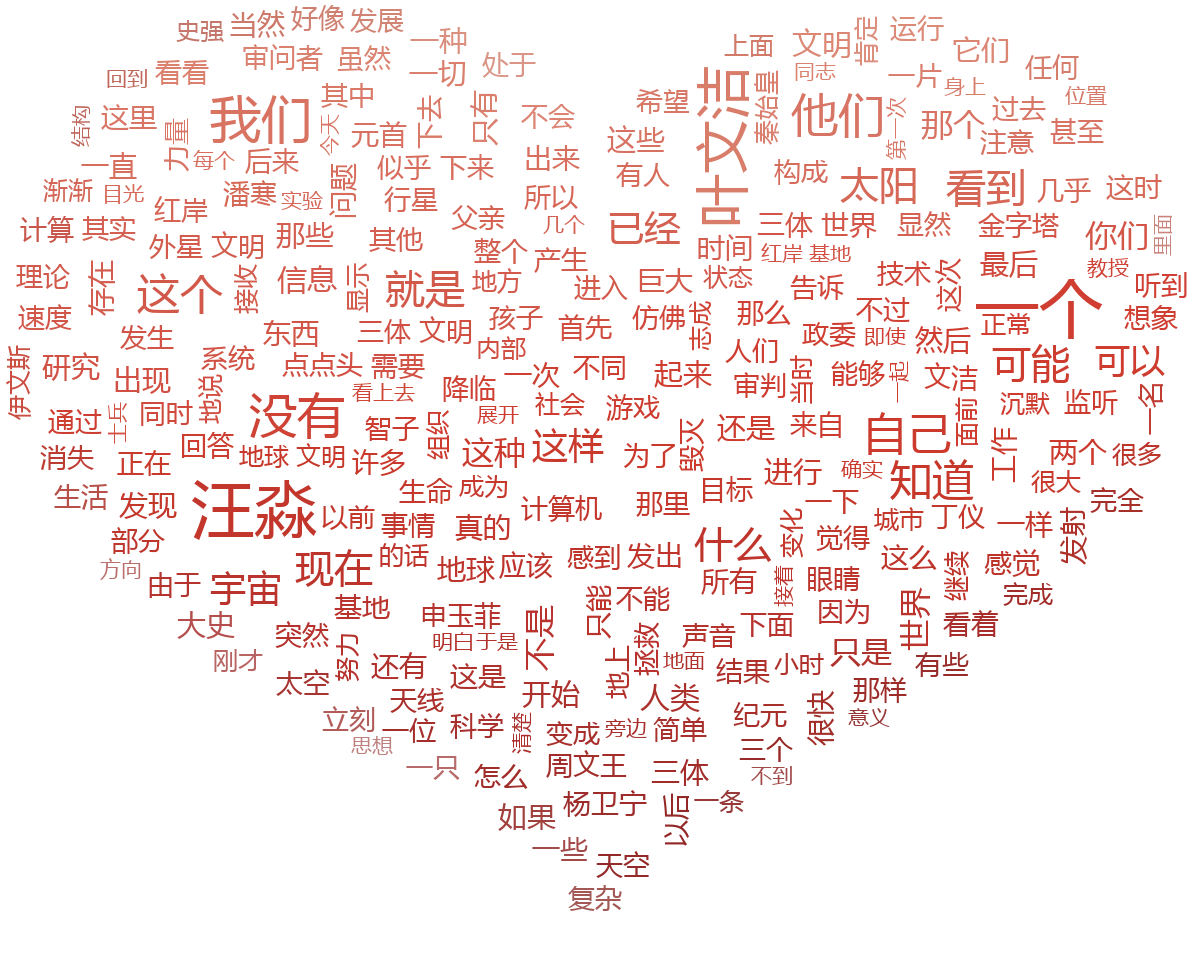 史强
当然
好像
发展
一种
审问者
虽然
一切
处于
回到
看看
上面
文明
肯定
运行
它们
任何
同志
一片
身上
位置
结构
这里
力量
我们
其中
今天
元首
下去
只有
不会
希望
叶文洁
秦始皇
他们
第一次
那个
过去
注意
甚至
一直
每个
后来
似乎
下来
出来
这些
有人
构成
太阳
看到
几乎
这时
渐渐
目光
红岸
潘寒
实验
问题
行星
父亲
所以
几个
计算
其实
外星 文明
那些
其他
整个
产生
已经
时间
三体 世界
红岸 基地
显然
金字塔
你们
里面
理论
存在
这个
接收
信息
显示
就是
地方
进入
巨大
状态
告诉
技术
这次
最后
教授
听到
速度
发生
东西
三体 文明
孩子
首先
仿佛
志成
那么
政委
不过
即使
然后
一个
正常
想象
伊文斯
研究
出现
系统
点点头
需要
内部
一次
不同
起来
人们
审判
当时
能够
一起
文洁
可能
可以
地说
看上去
降临
展开
社会
游戏
通过
士兵
同时
没有
智子
组织
为了
毁灭
还是
来自
自己
面前
沉默
监听
一名
回答
地球 文明
许多
这种
这样
消失
正在
生活
发现
汪淼
以前
生命
成为
事情
真的
计算机
那里
目标
进行
一下
确实
知道
工作
两个
很多
很大
完全
部分
方向
由于
宇宙
现在
的话
地球
应该
感到
发出
什么
变化
觉得
城市
丁仪
一样
发射
所有
接着
眼睛
这么
继续
感觉
完成
大史
突然
基地
申玉菲
明白
于是
不是
只能
不能
声音
下面
因为
世界
看着
刚才
努力
还有
太空
天线
这是
开始
地上
拯救
地面
人类
结果
小时
只是
有些
立刻
思想
一位
科学
清楚
变成
旁边
简单
纪元
很快
那样
意义
一只
怎么
周文王
三体
三个
不到
如果
杨卫宁
以后
一条
一些
天空
复杂